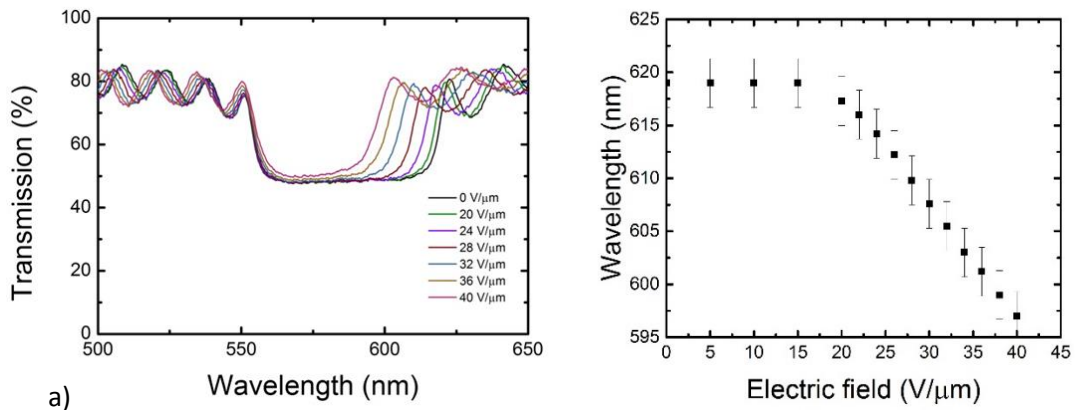 100
80
60
40
20
0
Transmission (%)
500
550
600
650
Wavelength (nm)
0 V/μm
20 V/μm
24 V/μm
28 V/μm
32 V/μm
36 V/μm
40 V/μm
a)
625
620
615
610
605
600
595
Wavelength (nm)
0
5
10
15
20
25
30
35
40
45
Electric field (V/μm)